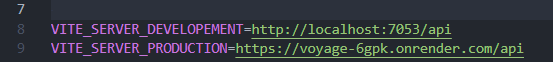 7
8 VITE_SERVER_DEVELOPEMENT=http://localhost:7053/api
9 VITE_SERVER_PRODUCTION=https://voyage-6gpk.onrender.com/api